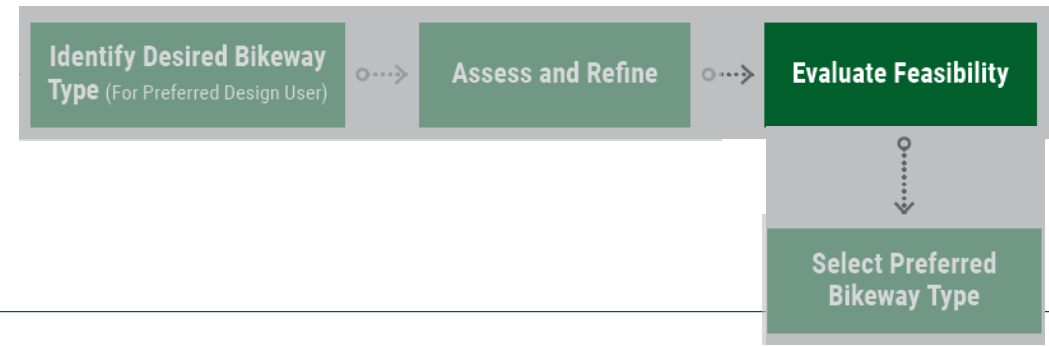 Identify Desired Bikeway
Type (For Preferred Design User)
Assess and Refine
Evaluate Feasibility
Select Preferred
Bikeway Type